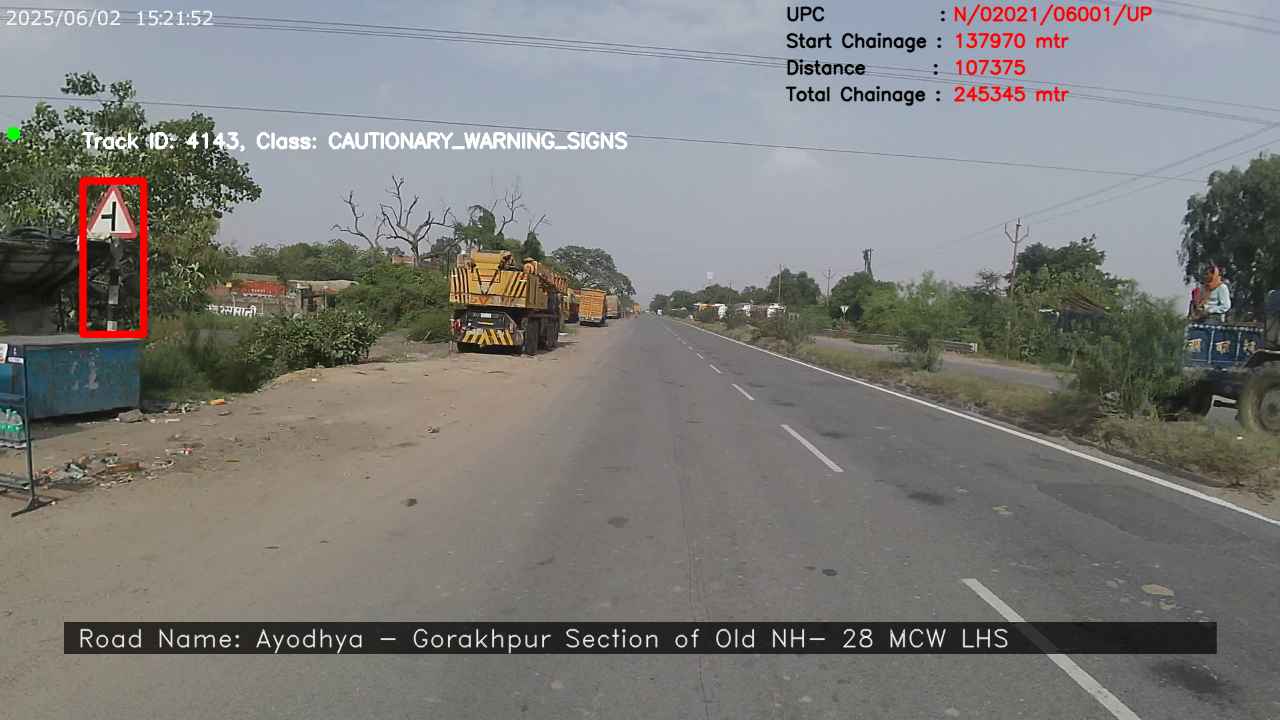 2025/06/02 15:21:52
UPC : N/02021/06001/UP
Start Chainage : 137970 mtr
Distance : 107375
Total Chainage : 245345 mtr
Track ID: 4143, Class: CAUTIONARY_WARNING_SIGNS
Road Name: Ayodhya - Gorakhpur Section of Old NH- 28 MCW LHS